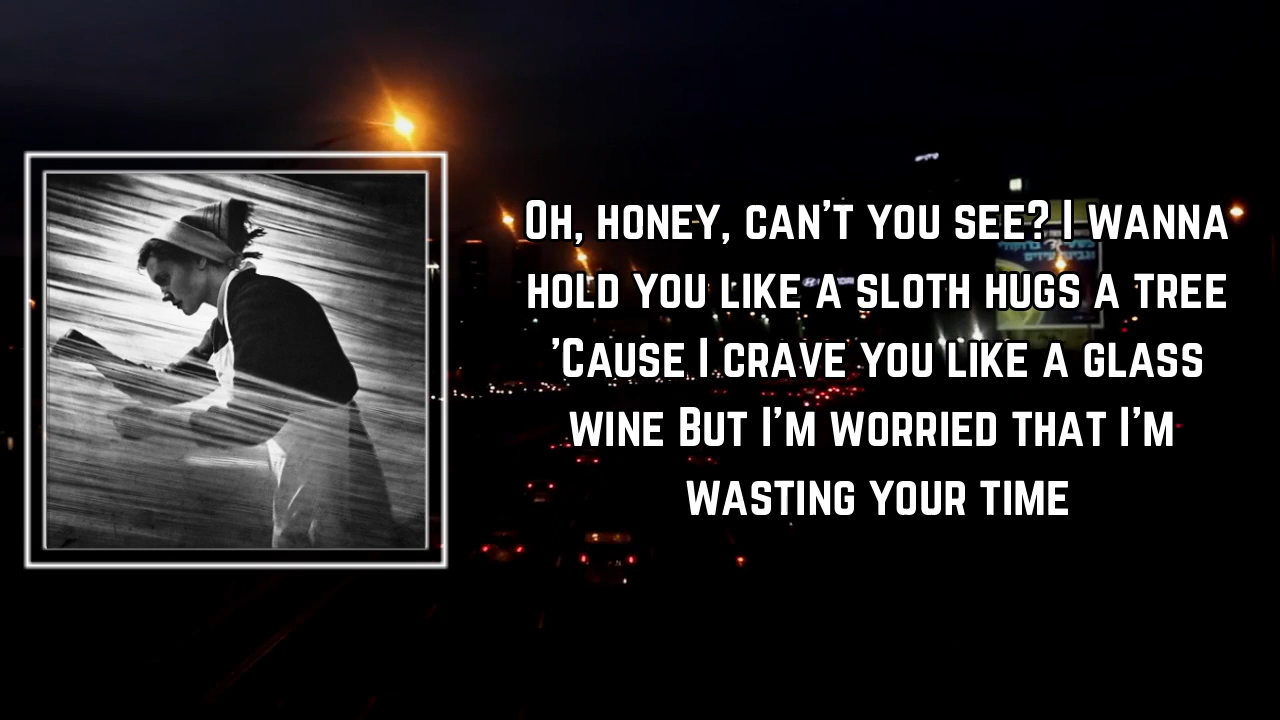 Oh, honey, can't you see? I wanna
hold you like a sloth hugs a tree
'Cause I crave you like a glass
wine But I'm worried that I'm
wasting your time